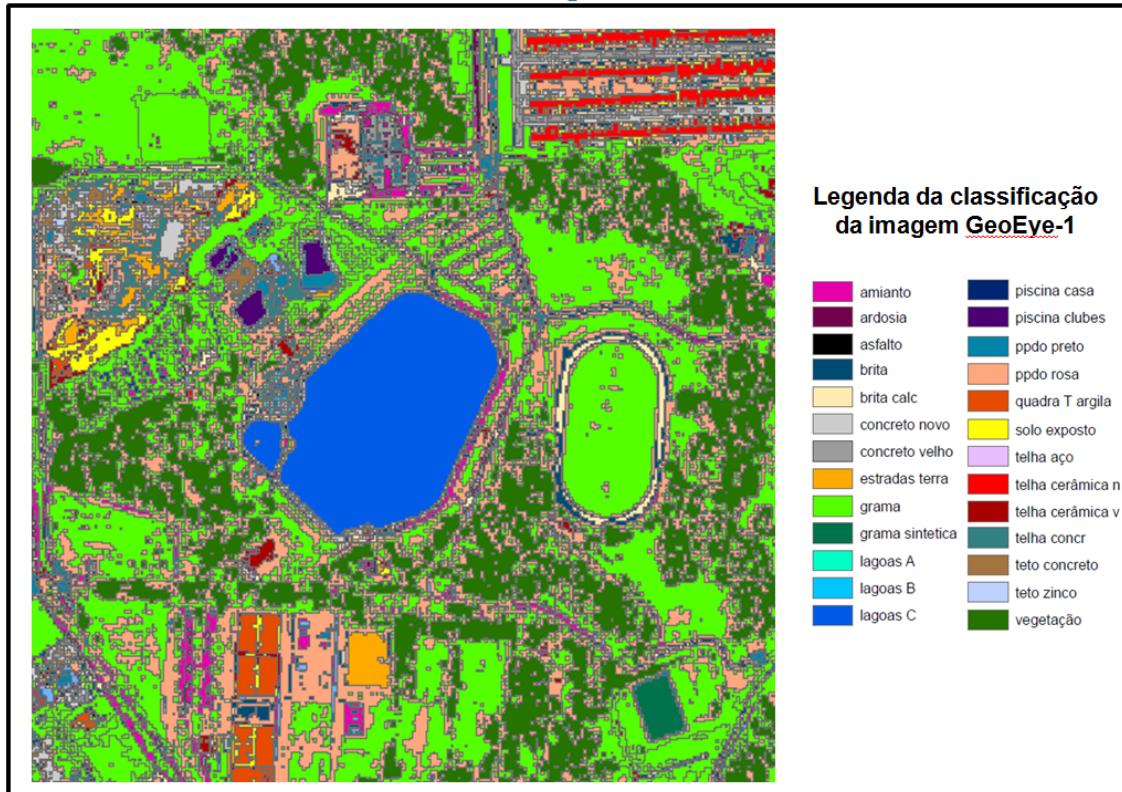 Legenda da classificação
da imagem GeoEye-1
amianto
ardosia
asfalto
brita
brita calc
concreto novo
concreto velho
estradas terra
grama
grama sintetica
lagoas A
lagoas B
lagoas C
piscina casa
piscina clubes
ppdo preto
ppdo rosa
quadra T argila
solo exposto
telha aço
telha cerâmica n
telha cerâmica v
telha concr
teto concreto
teto zinco
vegetação